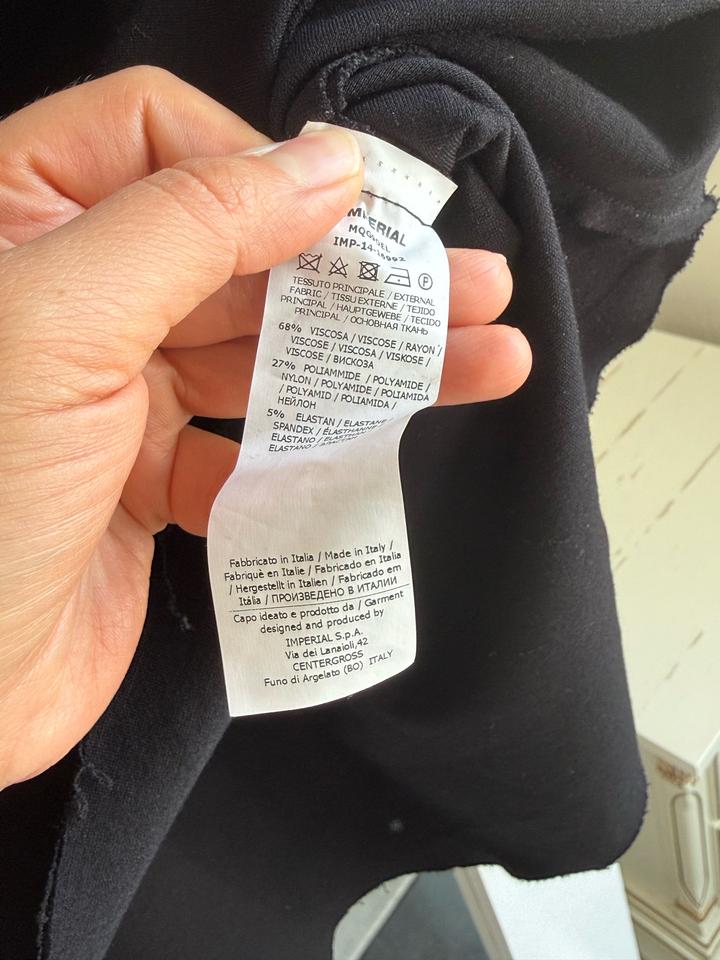 IMPERIAL
P
TESSUTO PRINCIPALE / EXTERNAL
FABRIC / TISSU EXTERNE / TEJIDO
PRINCIPAL / HAUPTGEWEBE / TECIDO
PRINCIPAL / ОСНОВНАЯ ТКАНЬ
68% VISCOSA / VISCOSE / RAYON /
VISCOSE / VISCOSA / VISKOSE /
VISCOSE / ВИСКОЗА
27% POLIAMMIDE / POLYAMIDE /
NYLON / POLYAMIDE / POLIAMIDA
/ POLYAMID / POLIAMIDA /
НЕЙЛОН
5% ELASTAN / ELASTANE
SPANDEX / ÉLASTHANNE
ELASTANO /
ELASTANO /
Fabbricato in Italia / Made in Italy /
Fabriquè en Italie / Fabricado en Italia
/ Hergestellt in Italien / Fabricado em
Itália / ПРОИЗВЕДЕНО В ИТАЛИИ
Capo ideato e prodotto da / Garment
designed and produced by
IMPERIAL S.p.A.
Via dei Lanaioli,42
CENTERGROSS
Funo di Argelato (BO) ITALY